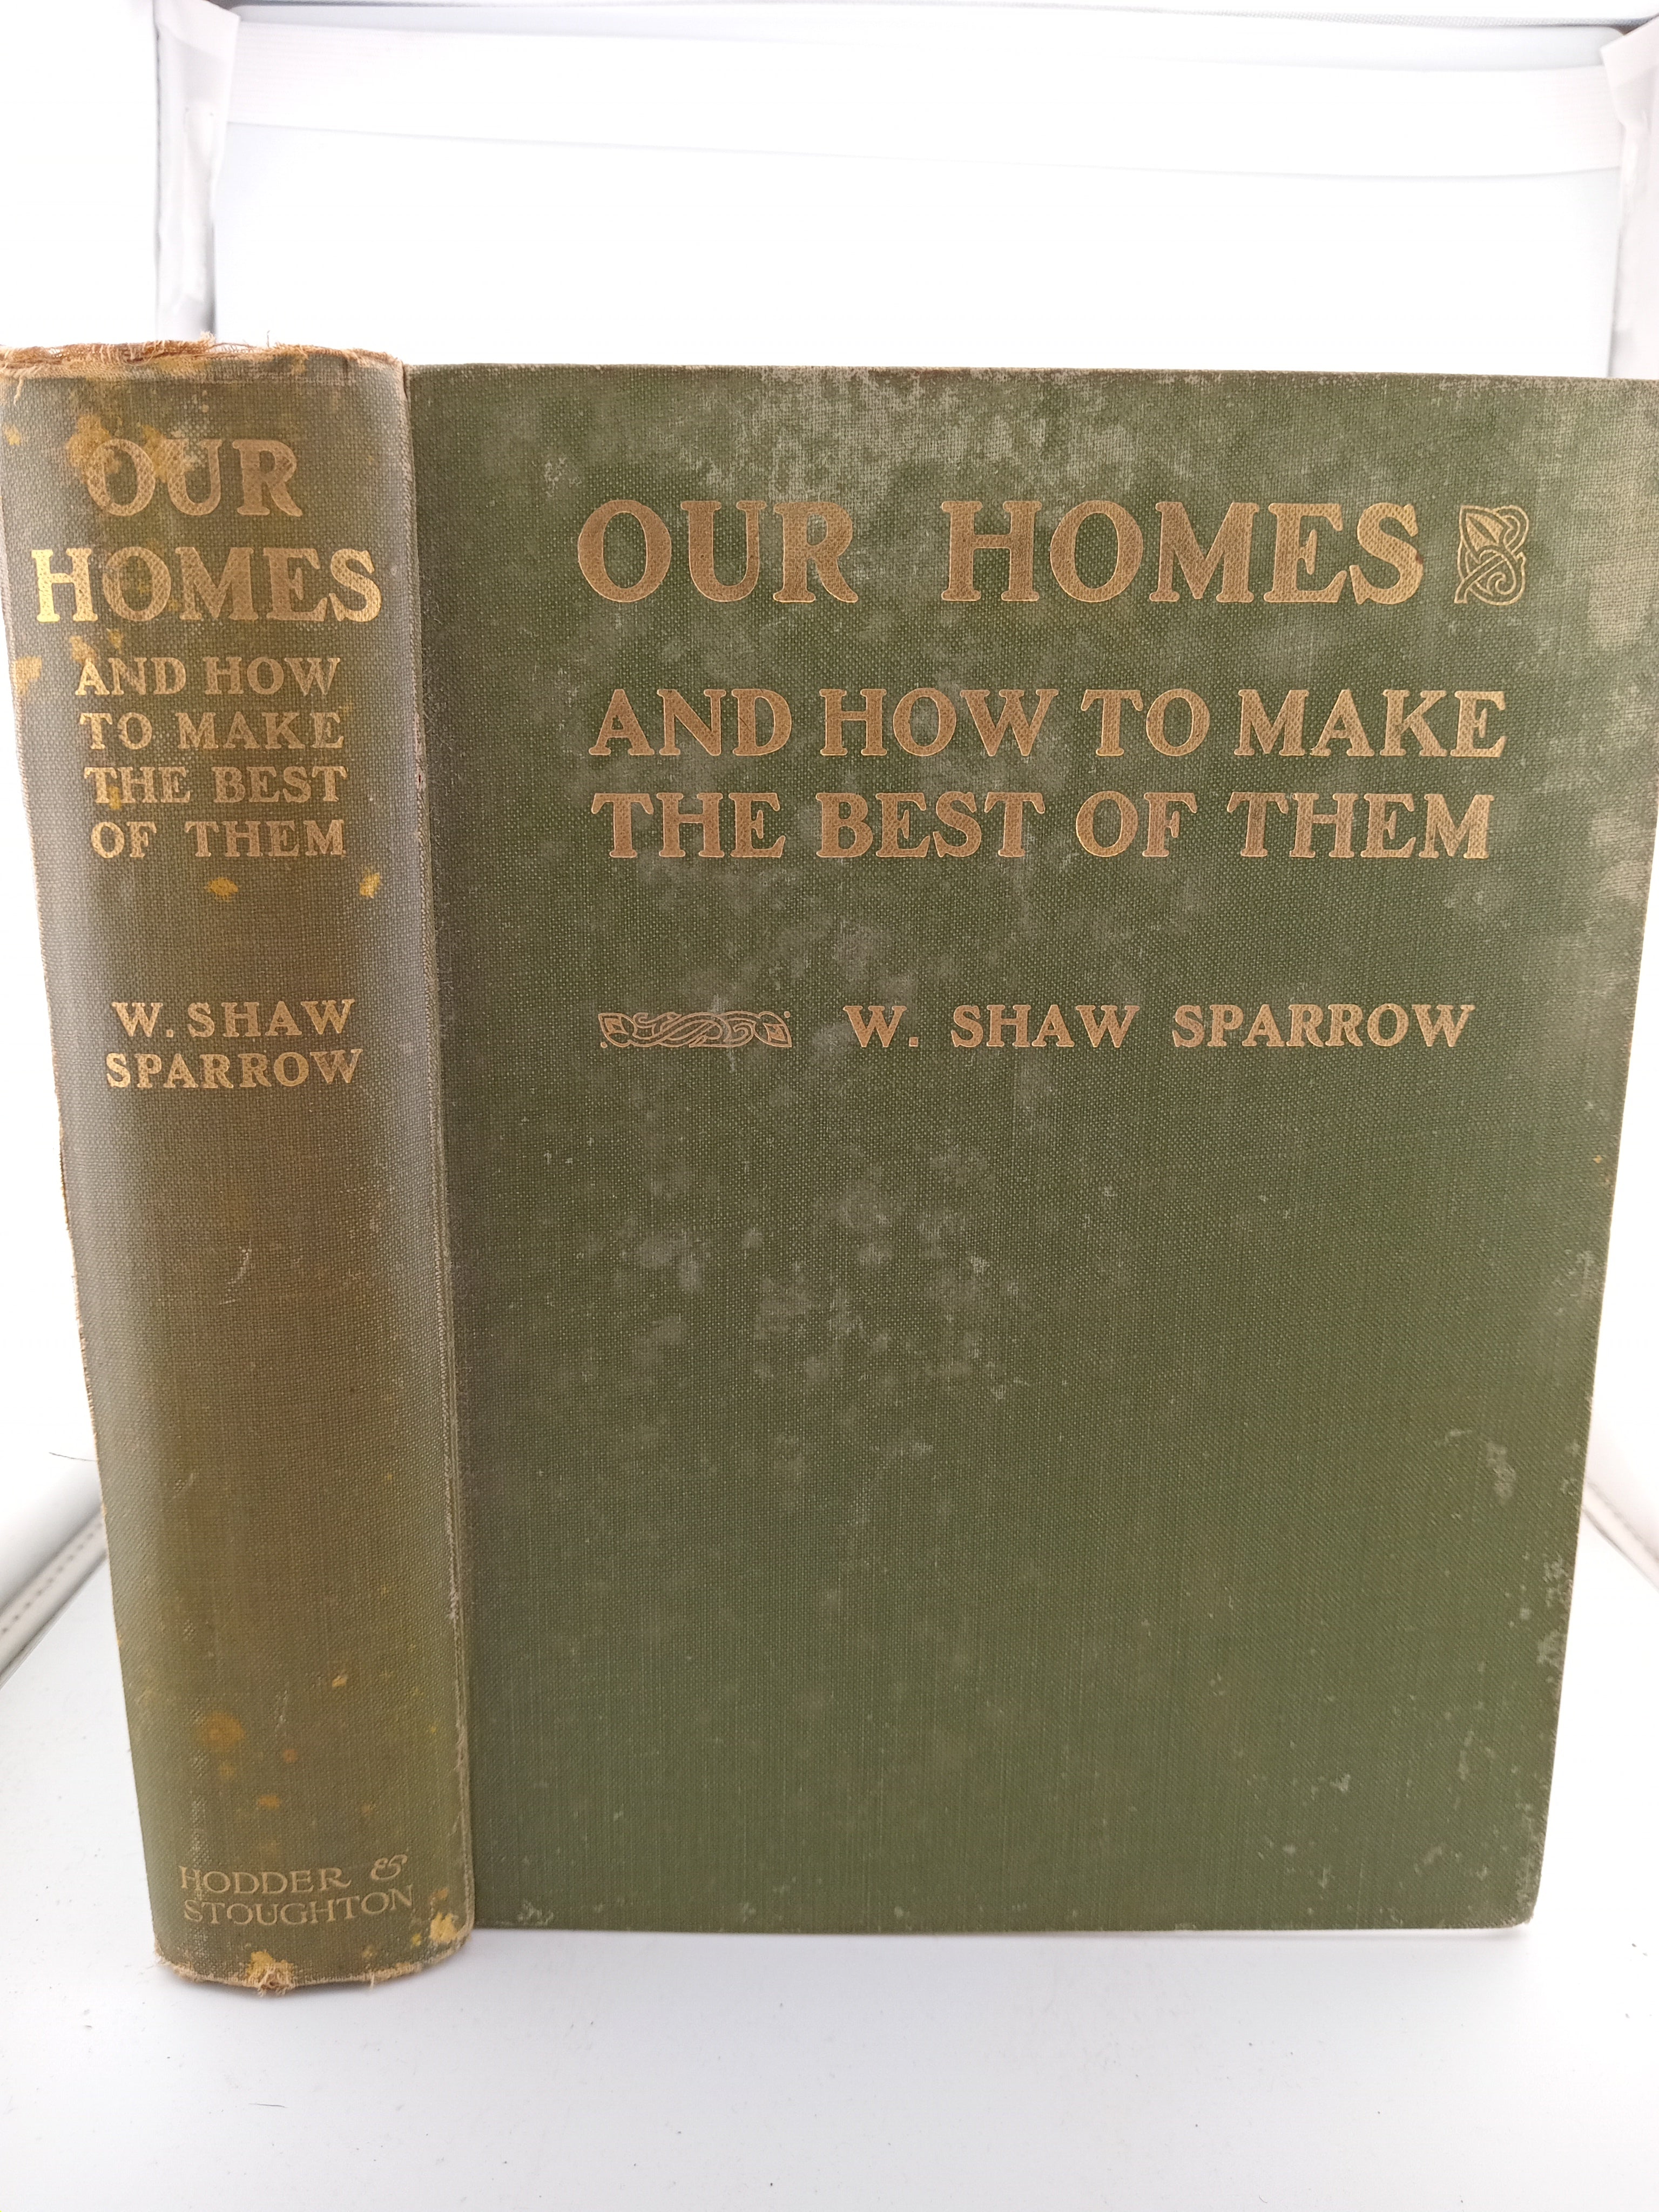 OUR
HOMES
AND HOW
TO MAKE
THE BEST
OF THEM
W. SHAW
SPARROW
HODDER &
STOUGHTON
OUR HOMES
AND HOW TO MAKE
THE BEST OF THEM
W. SHAW SPARROW